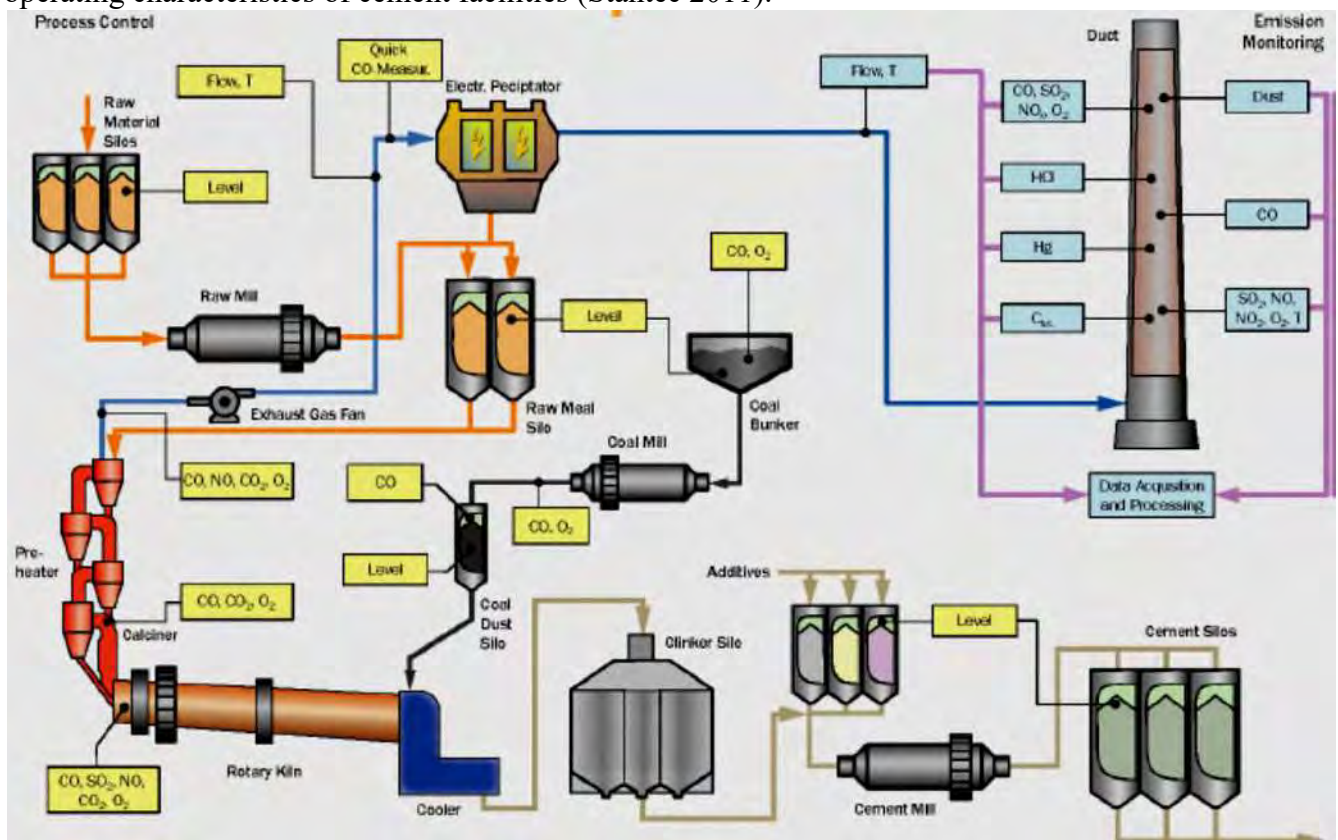 operating characteristics of cement facilities (Stantec 2011).
Process Control
Emission
Monitoring
Duct
Quick
CO-Measur.
Flow, T
Electr. Peciptator
Flow, T
CO, SO₂,
NOₓ, O₂
Dust
Raw
Material
Silos
Level
HCl
CO
Hg
CO, O₂
Raw Mill
Level
SO₂, NO,
NO₂, O₂, T
Exhaust Gas Fan
Raw Meal
Silo
Coal
Bunker
Coal Mill
CO, NO, CO₂, O₂
CO
CO, O₂
Data Acqusition
and Processing
Pre-
heater
Level
Additives
CO, CO₂, O₂
Calciner
Coal
Dust
Silo
Clinker Silo
Level
Cement Silos
Rotary Kiln
CO, SO₂, NO,
CO₂, O₂
Cooler
Cement Mill